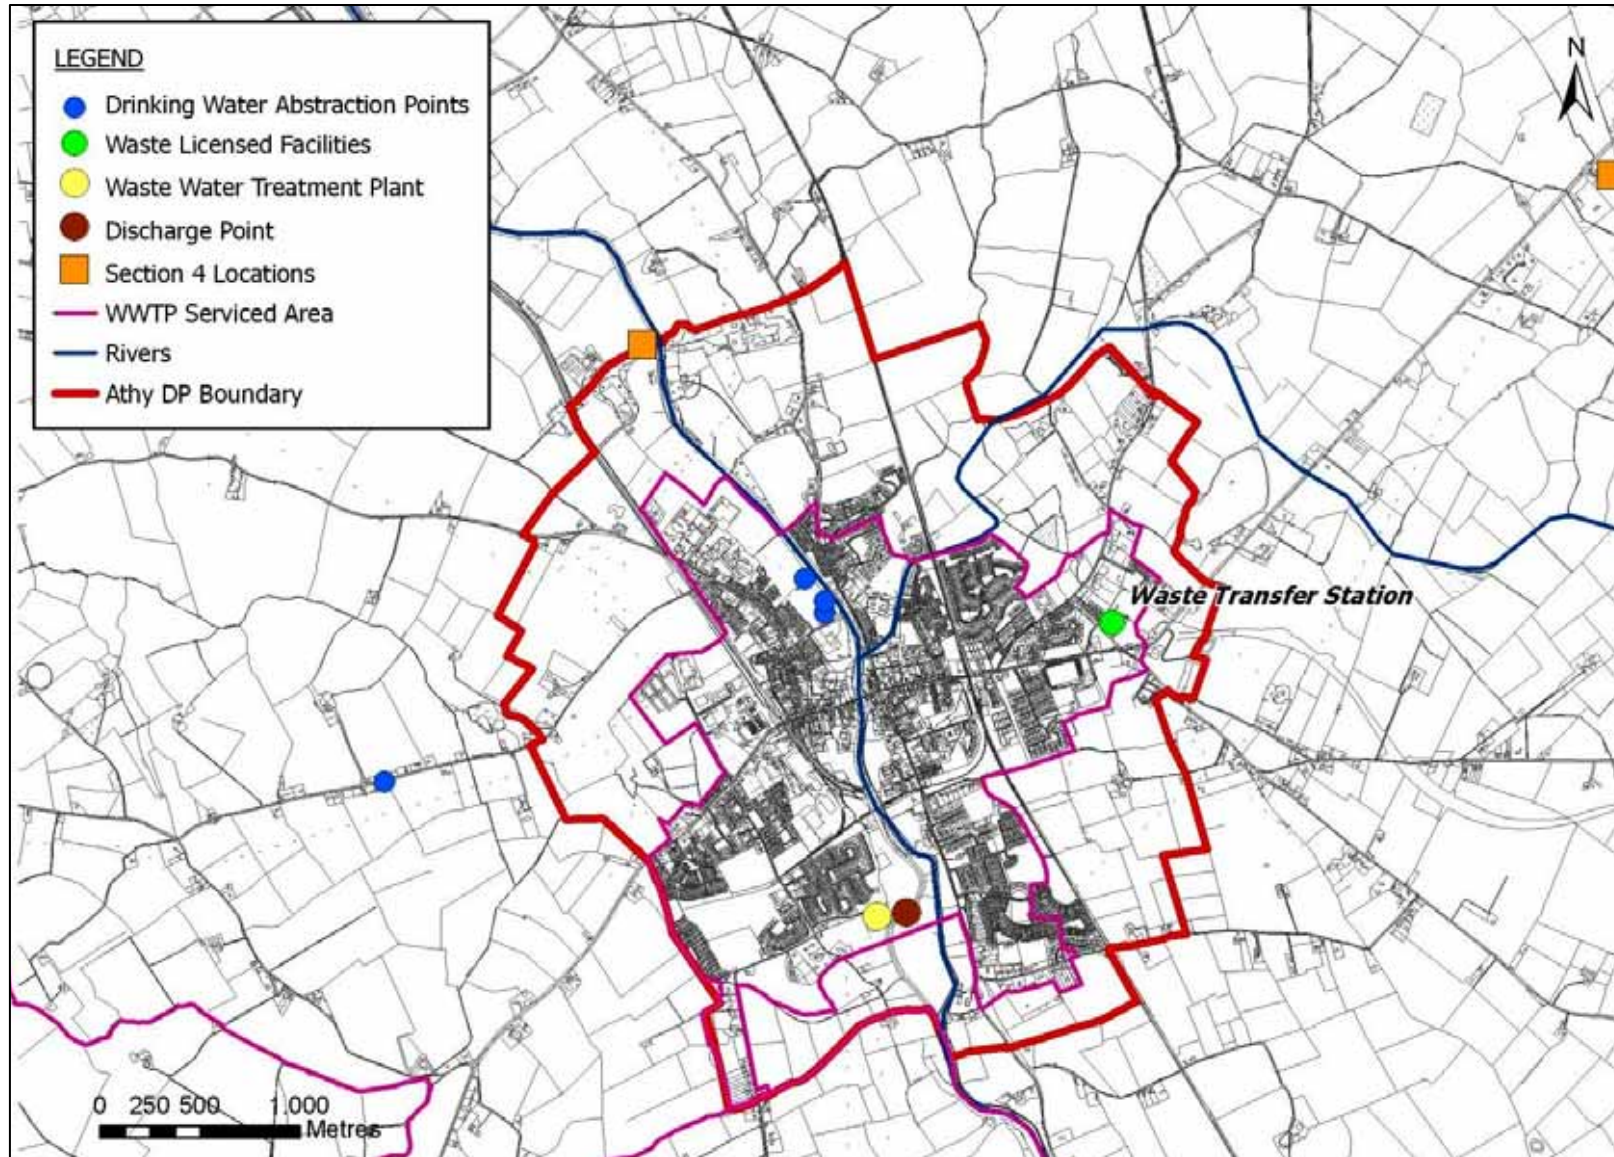 LEGEND
Drinking Water Abstraction Points
Waste Licensed Facilities
Waste Water Treatment Plant
Discharge Point
Section 4 Locations
WWTP Serviced Area
Rivers
Athy DP Boundary
N
Waste Transfer Station
0 250 500 1.000
Metres